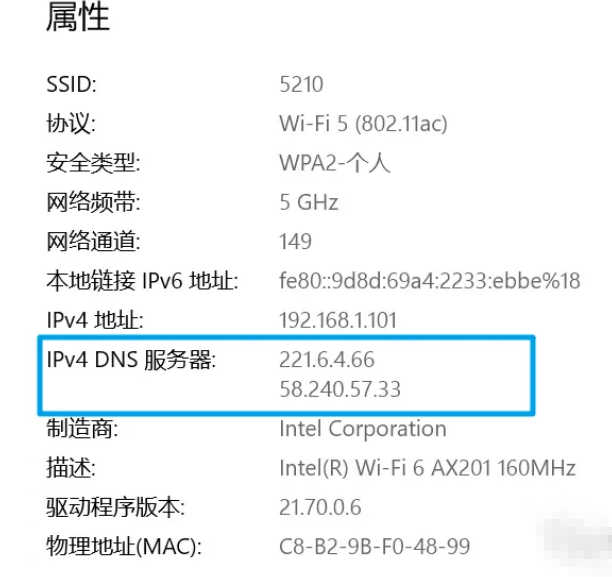 属性
SSID: 5210
协议: Wi-Fi 5 (802.11ac)
安全类型: WPA2-个人
网络频带: 5 GHz
网络通道: 149
本地链接 IPv6 地址: fe80::9d8d:69a4:2233:ebbe%18
IPv4 地址: 192.168.1.101
IPv4 DNS 服务器: 221.6.4.66
58.240.57.33
制造商: Intel Corporation
描述: Intel(R) Wi-Fi 6 AX201 160MHz
驱动程序版本: 21.70.0.6
物理地址(MAC): C8-B2-9B-F0-48-99